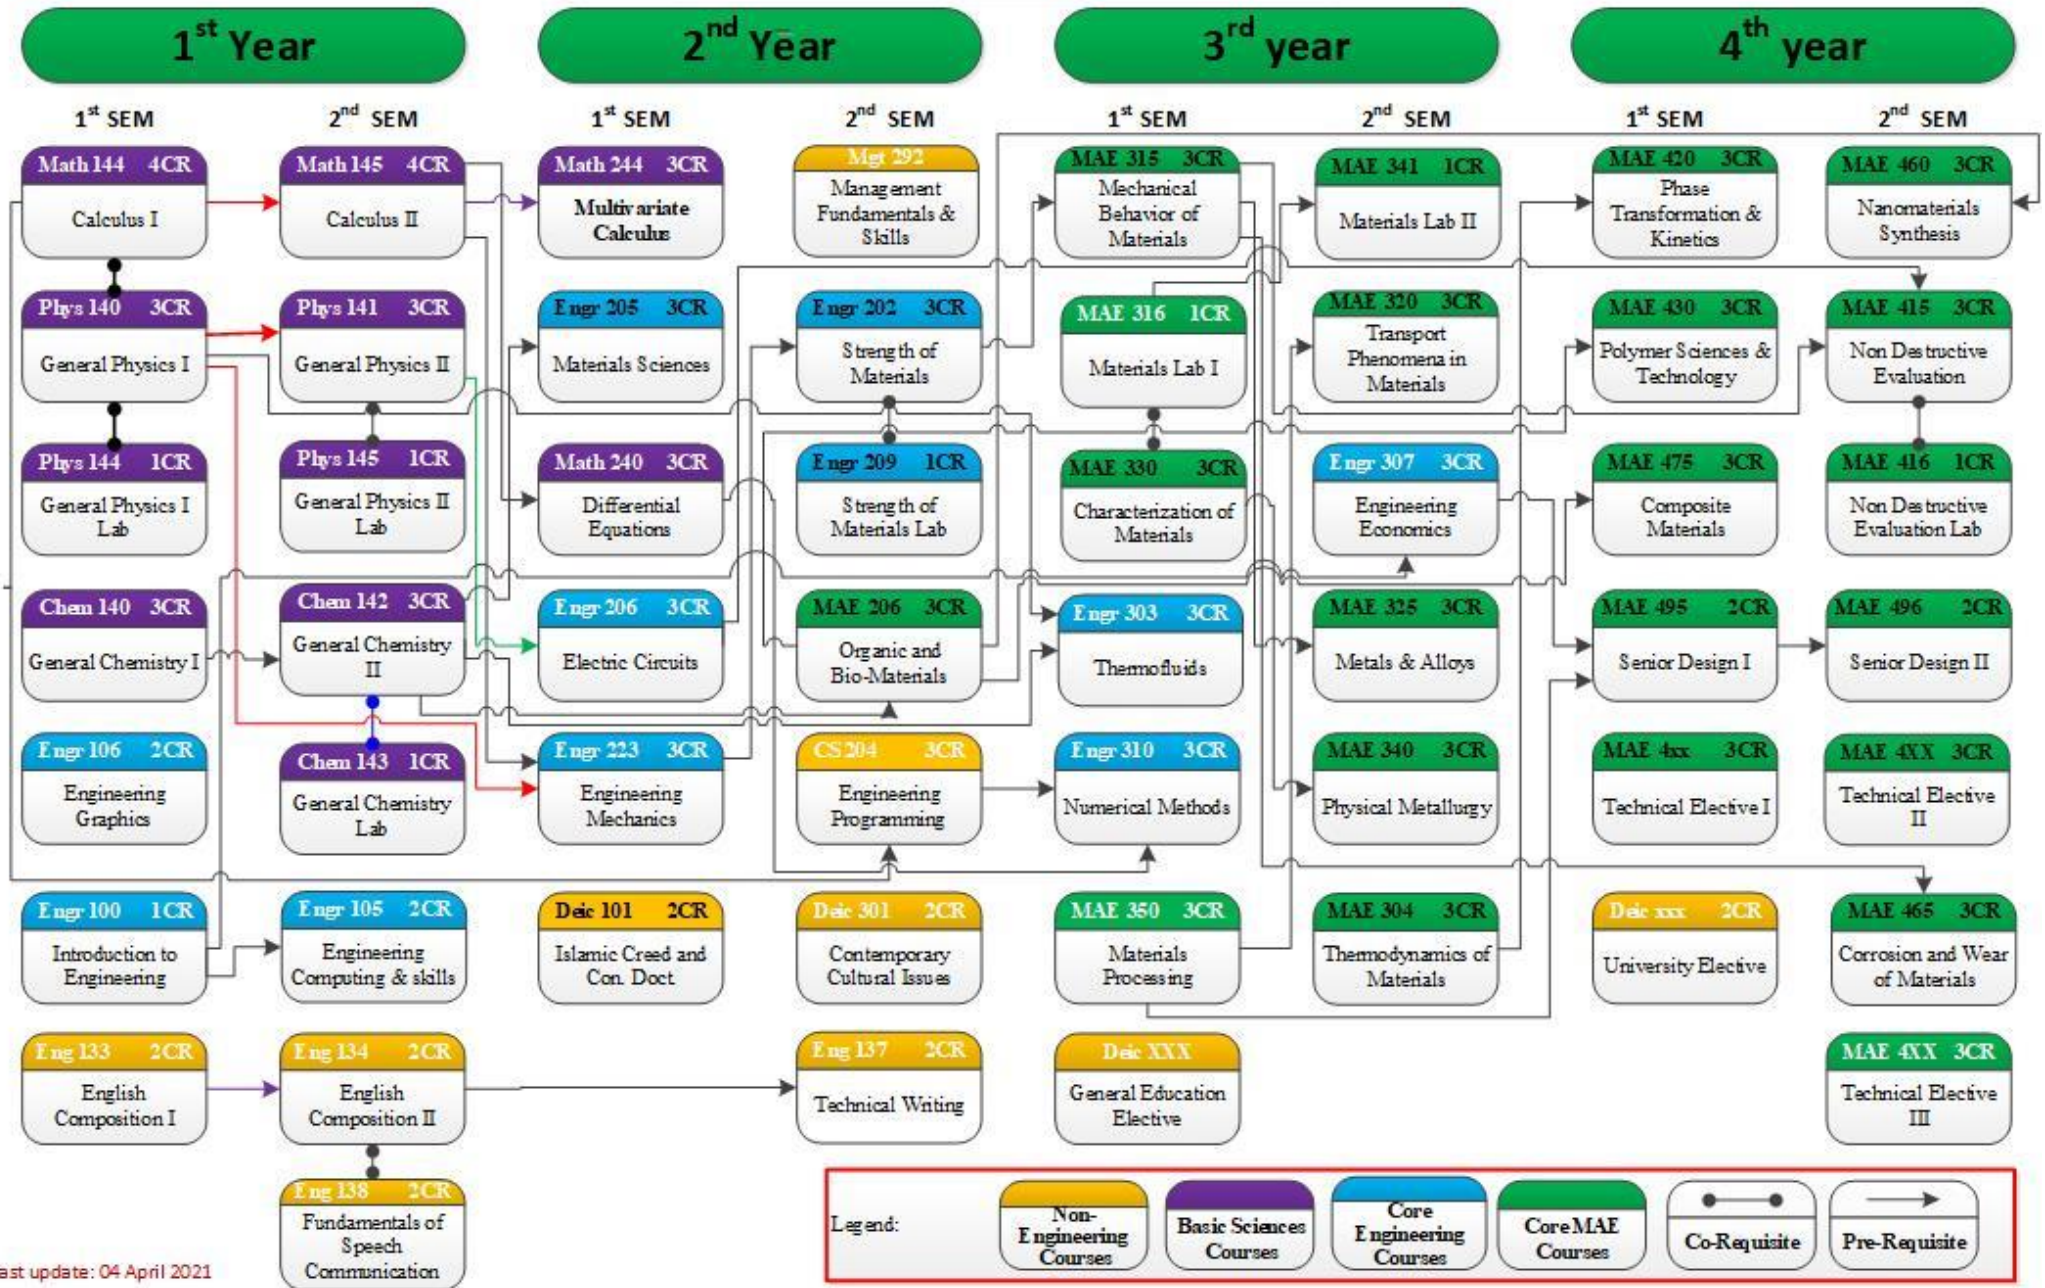 1st Year
2nd Year
3rd year
4th year
1st SEM
2nd SEM
1st SEM
2nd SEM
1st SEM
2nd SEM
1st SEM
2nd SEM
Math 144 4CR
Calculus I
Phys 140 3CR
General Physics I
Phys 144 1CR
General Physics I
Lab
Chem 140 3CR
General Chemistry I
Engr 106 2CR
Engineering
Graphics
Engr 100 1CR
Introduction to
Engineering
Eng 133 2CR
English
Composition I
Math 145 4CR
Calculus II
Phys 141 3CR
General Physics II
Phys 145 1CR
General Physics II
Lab
Chem 142 3CR
General Chemistry
II
Chem 143 1CR
General Chemistry
Lab
Engr 105 2CR
Engineering
Computing & skills
Eng 134 2CR
English
Composition II
Eng 138 2CR
Fundamentals of
Speech
Communication
Math 244 3CR
Multivariate
Calculus
Engr 205 3CR
Materials Sciences
Math 240 3CR
Differential
Equations
Engr 206 3CR
Electric Circuits
Engr 223 3CR
Engineering
Mechanics
Deic 101 2CR
Islamic Creed and
Con. Doct.
Mgt 292
Management
Fundamentals &
Skills
Engr 202 3CR
Strength of
Materials
Engr 209 1CR
Strength of
Materials Lab
MAE 206 3CR
Organic and
Bio-Materials
CS204 3CR
Engineering
Programming
Deic 301 2CR
Contemporary
Cultural Issues
Eng 137 2CR
Technical Writing
MAE 315 3CR
Mechanical
Behavior of
Materials
MAE 316 1CR
Materials Lab I
MAE 330 3CR
Characterization of
Materials
Engr 303 3CR
Thermofluids
Engr 310 3CR
Numerical Methods
MAE 350 3CR
Materials
Processing
Deic XXX
General Education
Elective
MAE 341 1CR
Materials Lab II
MAE 320 3CR
Transport
Phenomena in
Materials
Engr 307 3CR
Engineering
Economics
MAE 325 3CR
Metals & Alloys
MAE 340 3CR
Physical Metallurgy
MAE 304 3CR
Thermodynamics of
Materials
MAE 420 3CR
Phase
Transformation &
Kinetics
MAE 430 3CR
Polymer Sciences &
Technology
MAE 475 3CR
Composite
Materials
MAE 495 2CR
Senior Design I
MAE 4xx 3CR
Technical Elective I
Deic xxx 2CR
University Elective
MAE 460 3CR
Nanomaterials
Synthesis
MAE 415 3CR
Non Destructive
Evaluation
MAE 416 1CR
Non Destructive
Evaluation Lab
MAE 496 2CR
Senior Design II
MAE 4XX 3CR
Technical Elective
II
MAE 465 3CR
Corrosion and Wear
of Materials
MAE 4XX 3CR
Technical Elective
III
Legend:
Non-
Engineering
Courses
Basic Sciences
Courses
Core
Engineering
Courses
Core MAE
Courses
Co-Requisite
Pre-Requisite
ast update: 04 April 2021